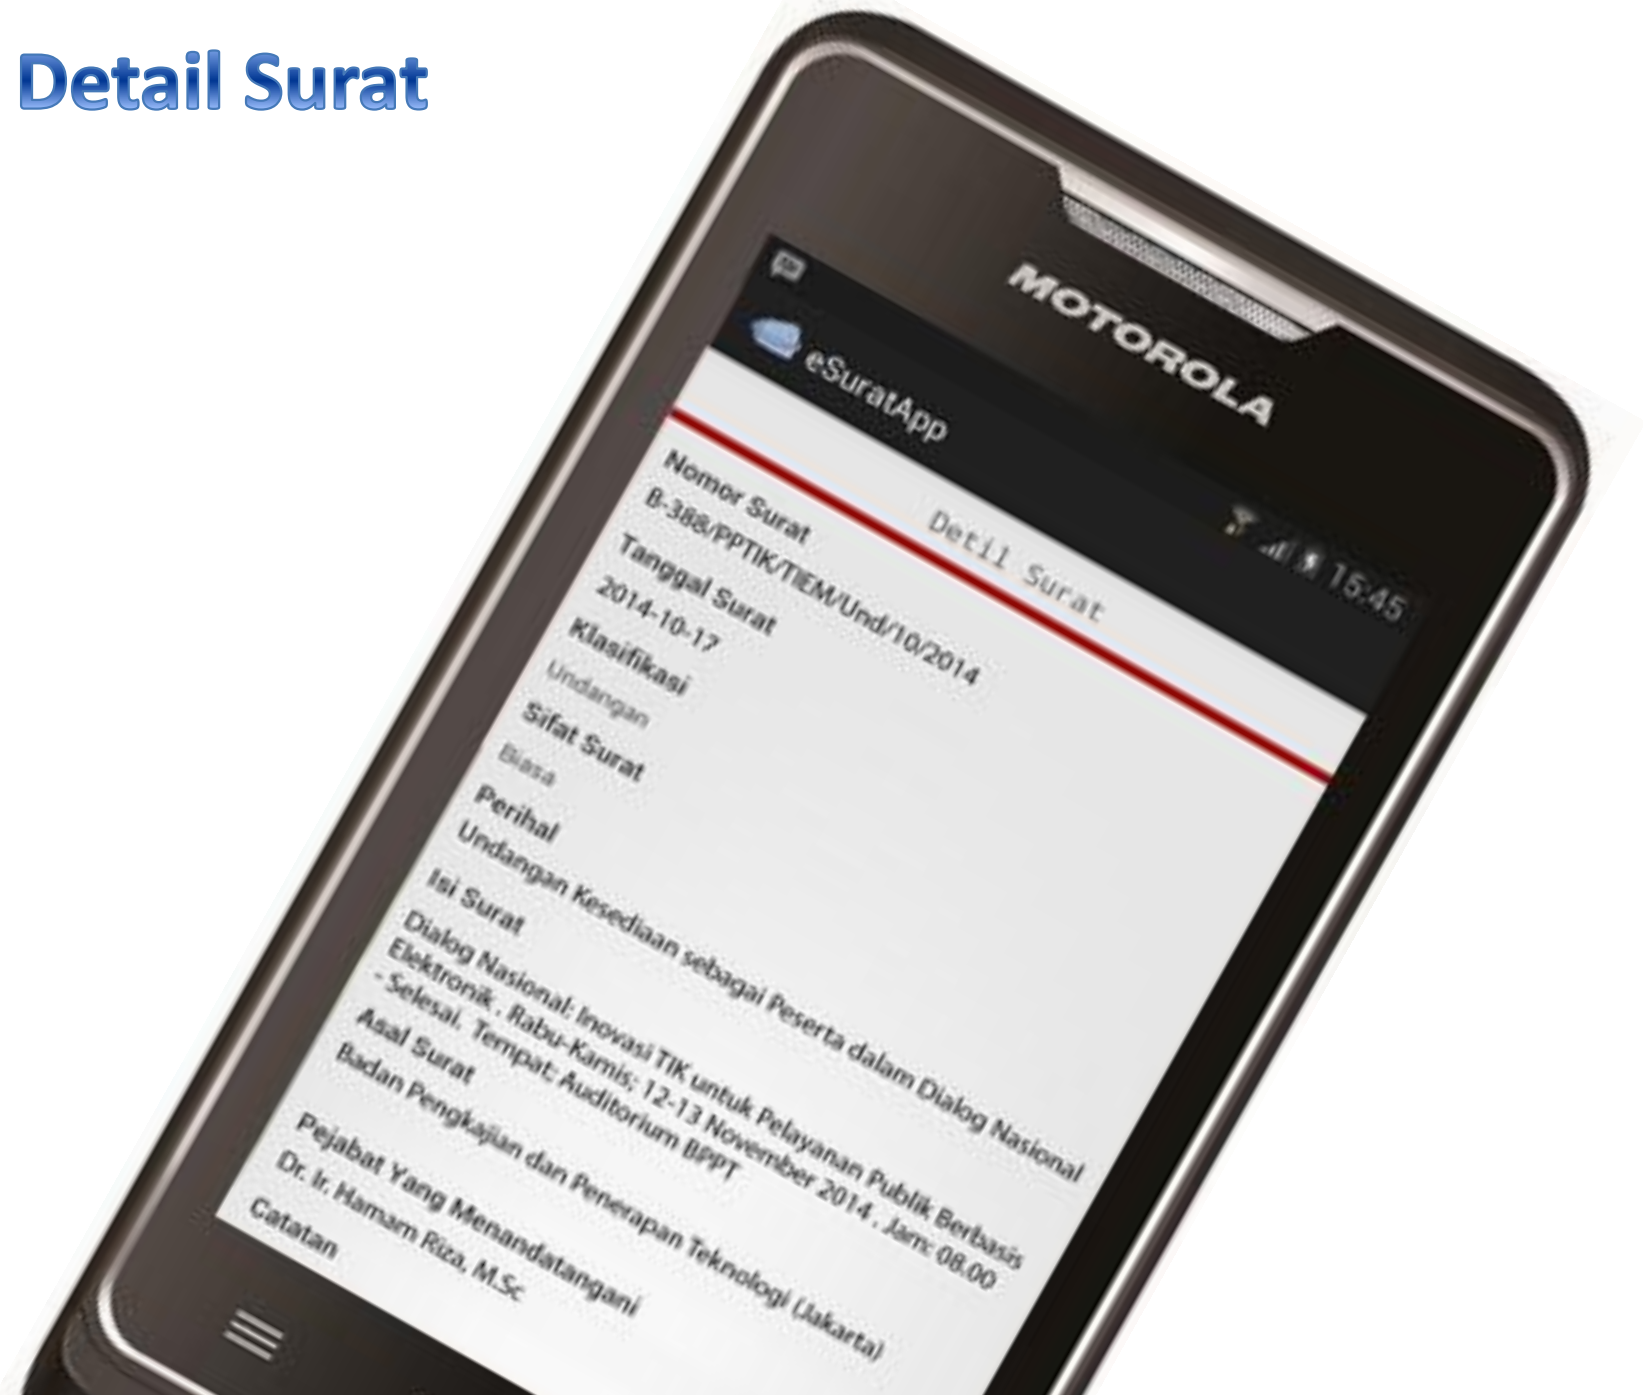 Detail Surat
MOTOROLA
15:45
eSuratApp
Detil Surat
Nomor Surat
B-388/PPTIK/TIEM/Und/10/2014
Tanggal Surat
2014-10-17
Klasifikasi
Undangan
Sifat Surat
Biasa
Perihal
Undangan Kesediaan sebagai Peserta dalam Dialog Nasional
Isi Surat
Dialog Nasional: Inovasi TIK untuk Pelayanan Publik Berbasis
Elektronik , Rabu-Kamis; 12-13 November 2014 , Jam: 08.00
- Selesai. Tempat: Auditorium BPPT
Asal Surat
Badan Pengkajian dan Penerapan Teknologi (Jakarta)
Pejabat Yang Menandatangani
Dr. Ir. Hamam Riza, M.Sc
Catatan